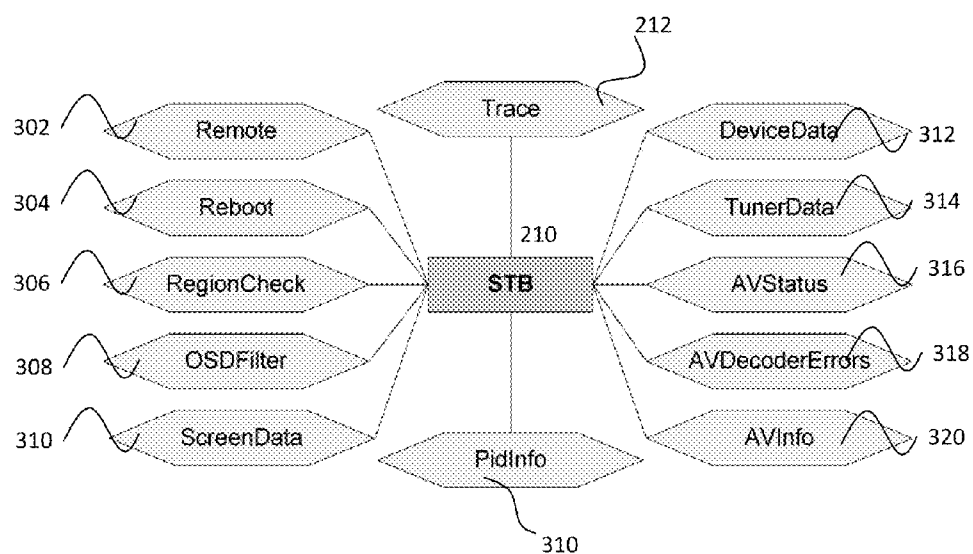 212
302
Remote
Trace
DeviceData
312
304
Reboot
TunerData
314
210
306
RegionCheck
STB
AVStatus
316
308
OSDFilter
AVDecoderErrors
318
310
ScreenData
PidInfo
AVInfo
320
310